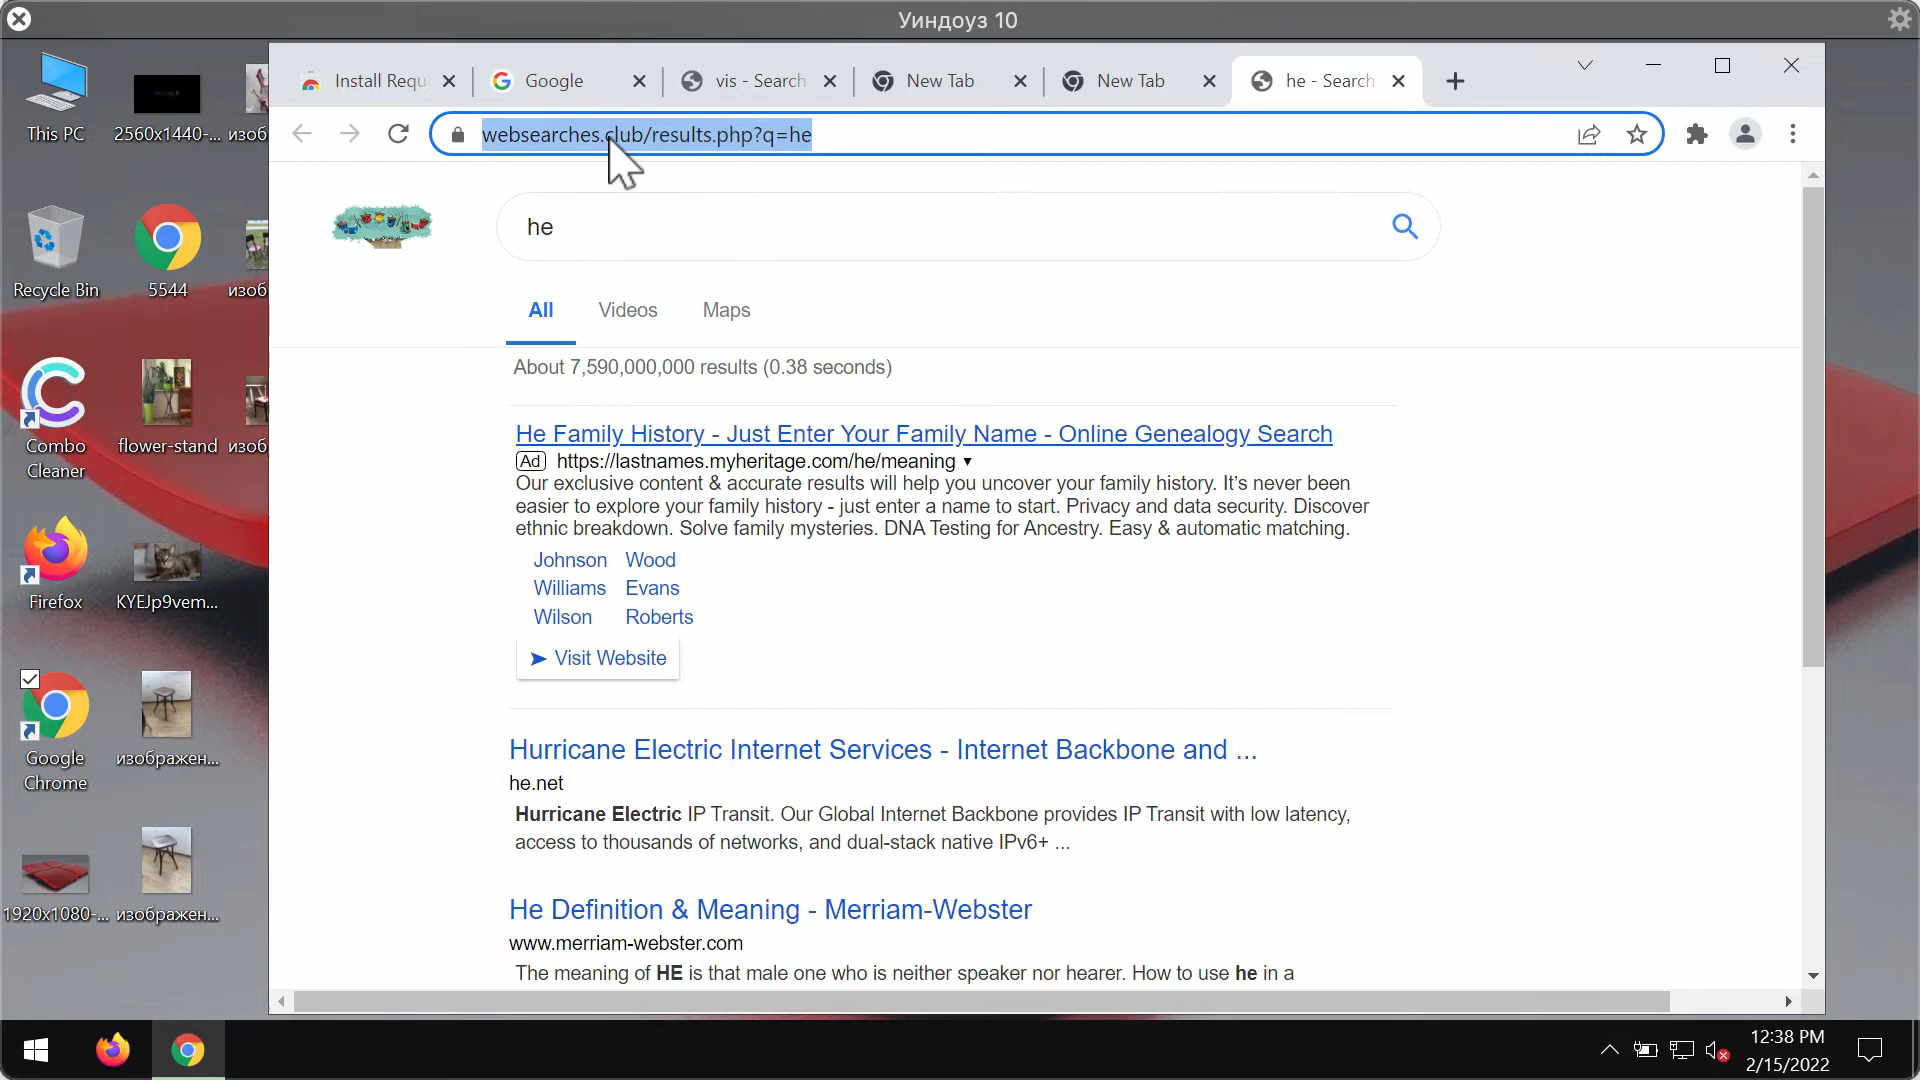 Уиндоуз 10
Install Requ
Google
vis - Search
New Tab
New Tab
he - Search
websearches.club/results.php?q=he
he
All
Videos
Maps
About 7,590,000,000 results (0.38 seconds)
He Family History - Just Enter Your Family Name - Online Genealogy Search
Ad https://lastnames.myheritage.com/he/meaning
Our exclusive content & accurate results will help you uncover your family history. It's never been
easier to explore your family history - just enter a name to start. Privacy and data security. Discover
ethnic breakdown. Solve family mysteries. DNA Testing for Ancestry. Easy & automatic matching.
Johnson Wood
Williams Evans
Wilson Roberts
Visit Website
Hurricane Electric Internet Services - Internet Backbone and ...
he.net
Hurricane Electric IP Transit. Our Global Internet Backbone provides IP Transit with low latency,
access to thousands of networks, and dual-stack native IPv6+ ...
He Definition & Meaning - Merriam-Webster
www.merriam-webster.com
The meaning of HE is that male one who is neither speaker nor hearer. How to use he in a
This PC
2560x1440-...
изоб
Recycle Bin
5544
изоб
Combo
Cleaner
flower-stand
изоб
Firefox
KYEJp9vem...
Google
Chrome
изображен...
1920x1080-...
изображен...
12:38 PM
2/15/2022